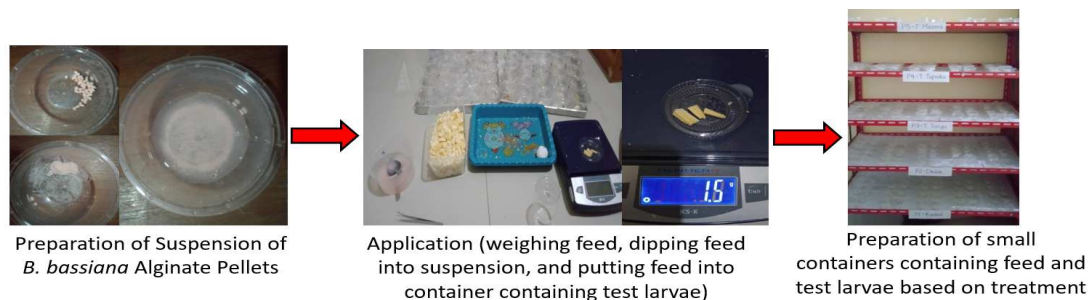 Preparation of Suspension of
B. bassiana Alginate Pellets
Application (weighing feed, dipping feed
into suspension, and putting feed into
container containing test larvae)
1.6
Preparation of small
containers containing feed and
test larvae based on treatment